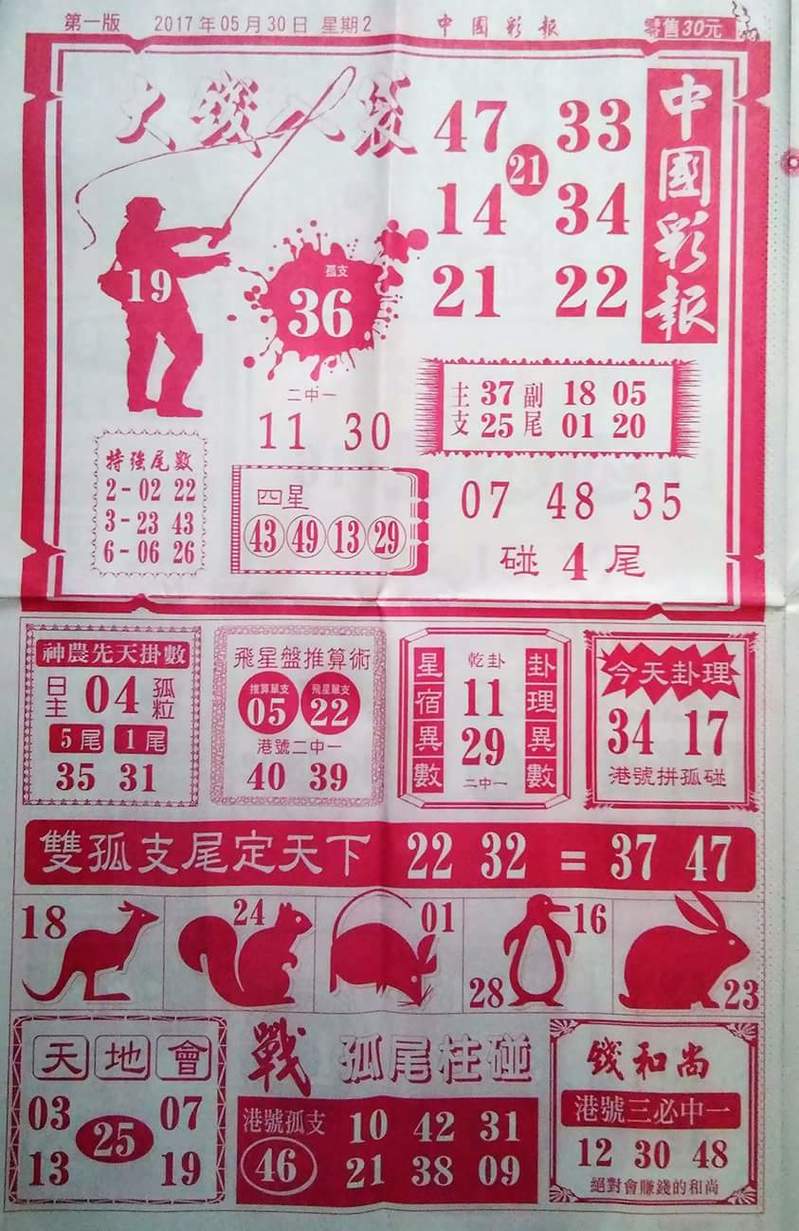 第一版 2017年05月30日 星期2 中國彩報 零售30元
大錢入袋
中國彩報
47 33
21
14 34
21 22
19
孤支
36
二中一
11 30
主支 37 25 副尾 18 05 01 20
特強尾數
2-02 22
3-23 43
6-06 26
四星
43 49 13 29
07 48 35
碰4尾
神農先天掛數
日主 04 孤粒
5尾 1尾
35 31
飛星盤推算術
推算單支 飛星單支
05 22
港號二中一
40 39
星宿異數
乾卦
11
29
二中一
卦理異數
今天卦理
34 17
港號拼孤碰
雙孤支尾定天下 22 32 = 37 47
18
24
01
28 16
23
天地會
03 07
25
13 19
戰 孤尾柱碰
港號孤支
46
10 42 31
21 38 09
錢和尚
港號三必中一
12 30 48
絕對會賺錢的和尚